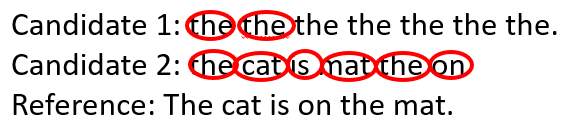 Candidate 1: the the the the the the the.
Candidate 2: the cat is mat the on
Reference: The cat is on the mat.